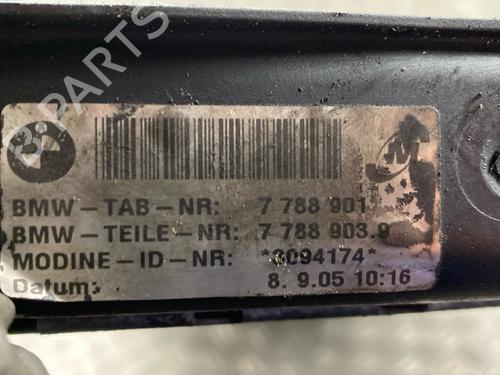 B-PARTS
BMW-TAB-NR: 7 788 901
BMW-TEILE-NR: 7 788 903.9
MODINE-ID-NR: *3094174*
Datum: 8. 9.05 10:16